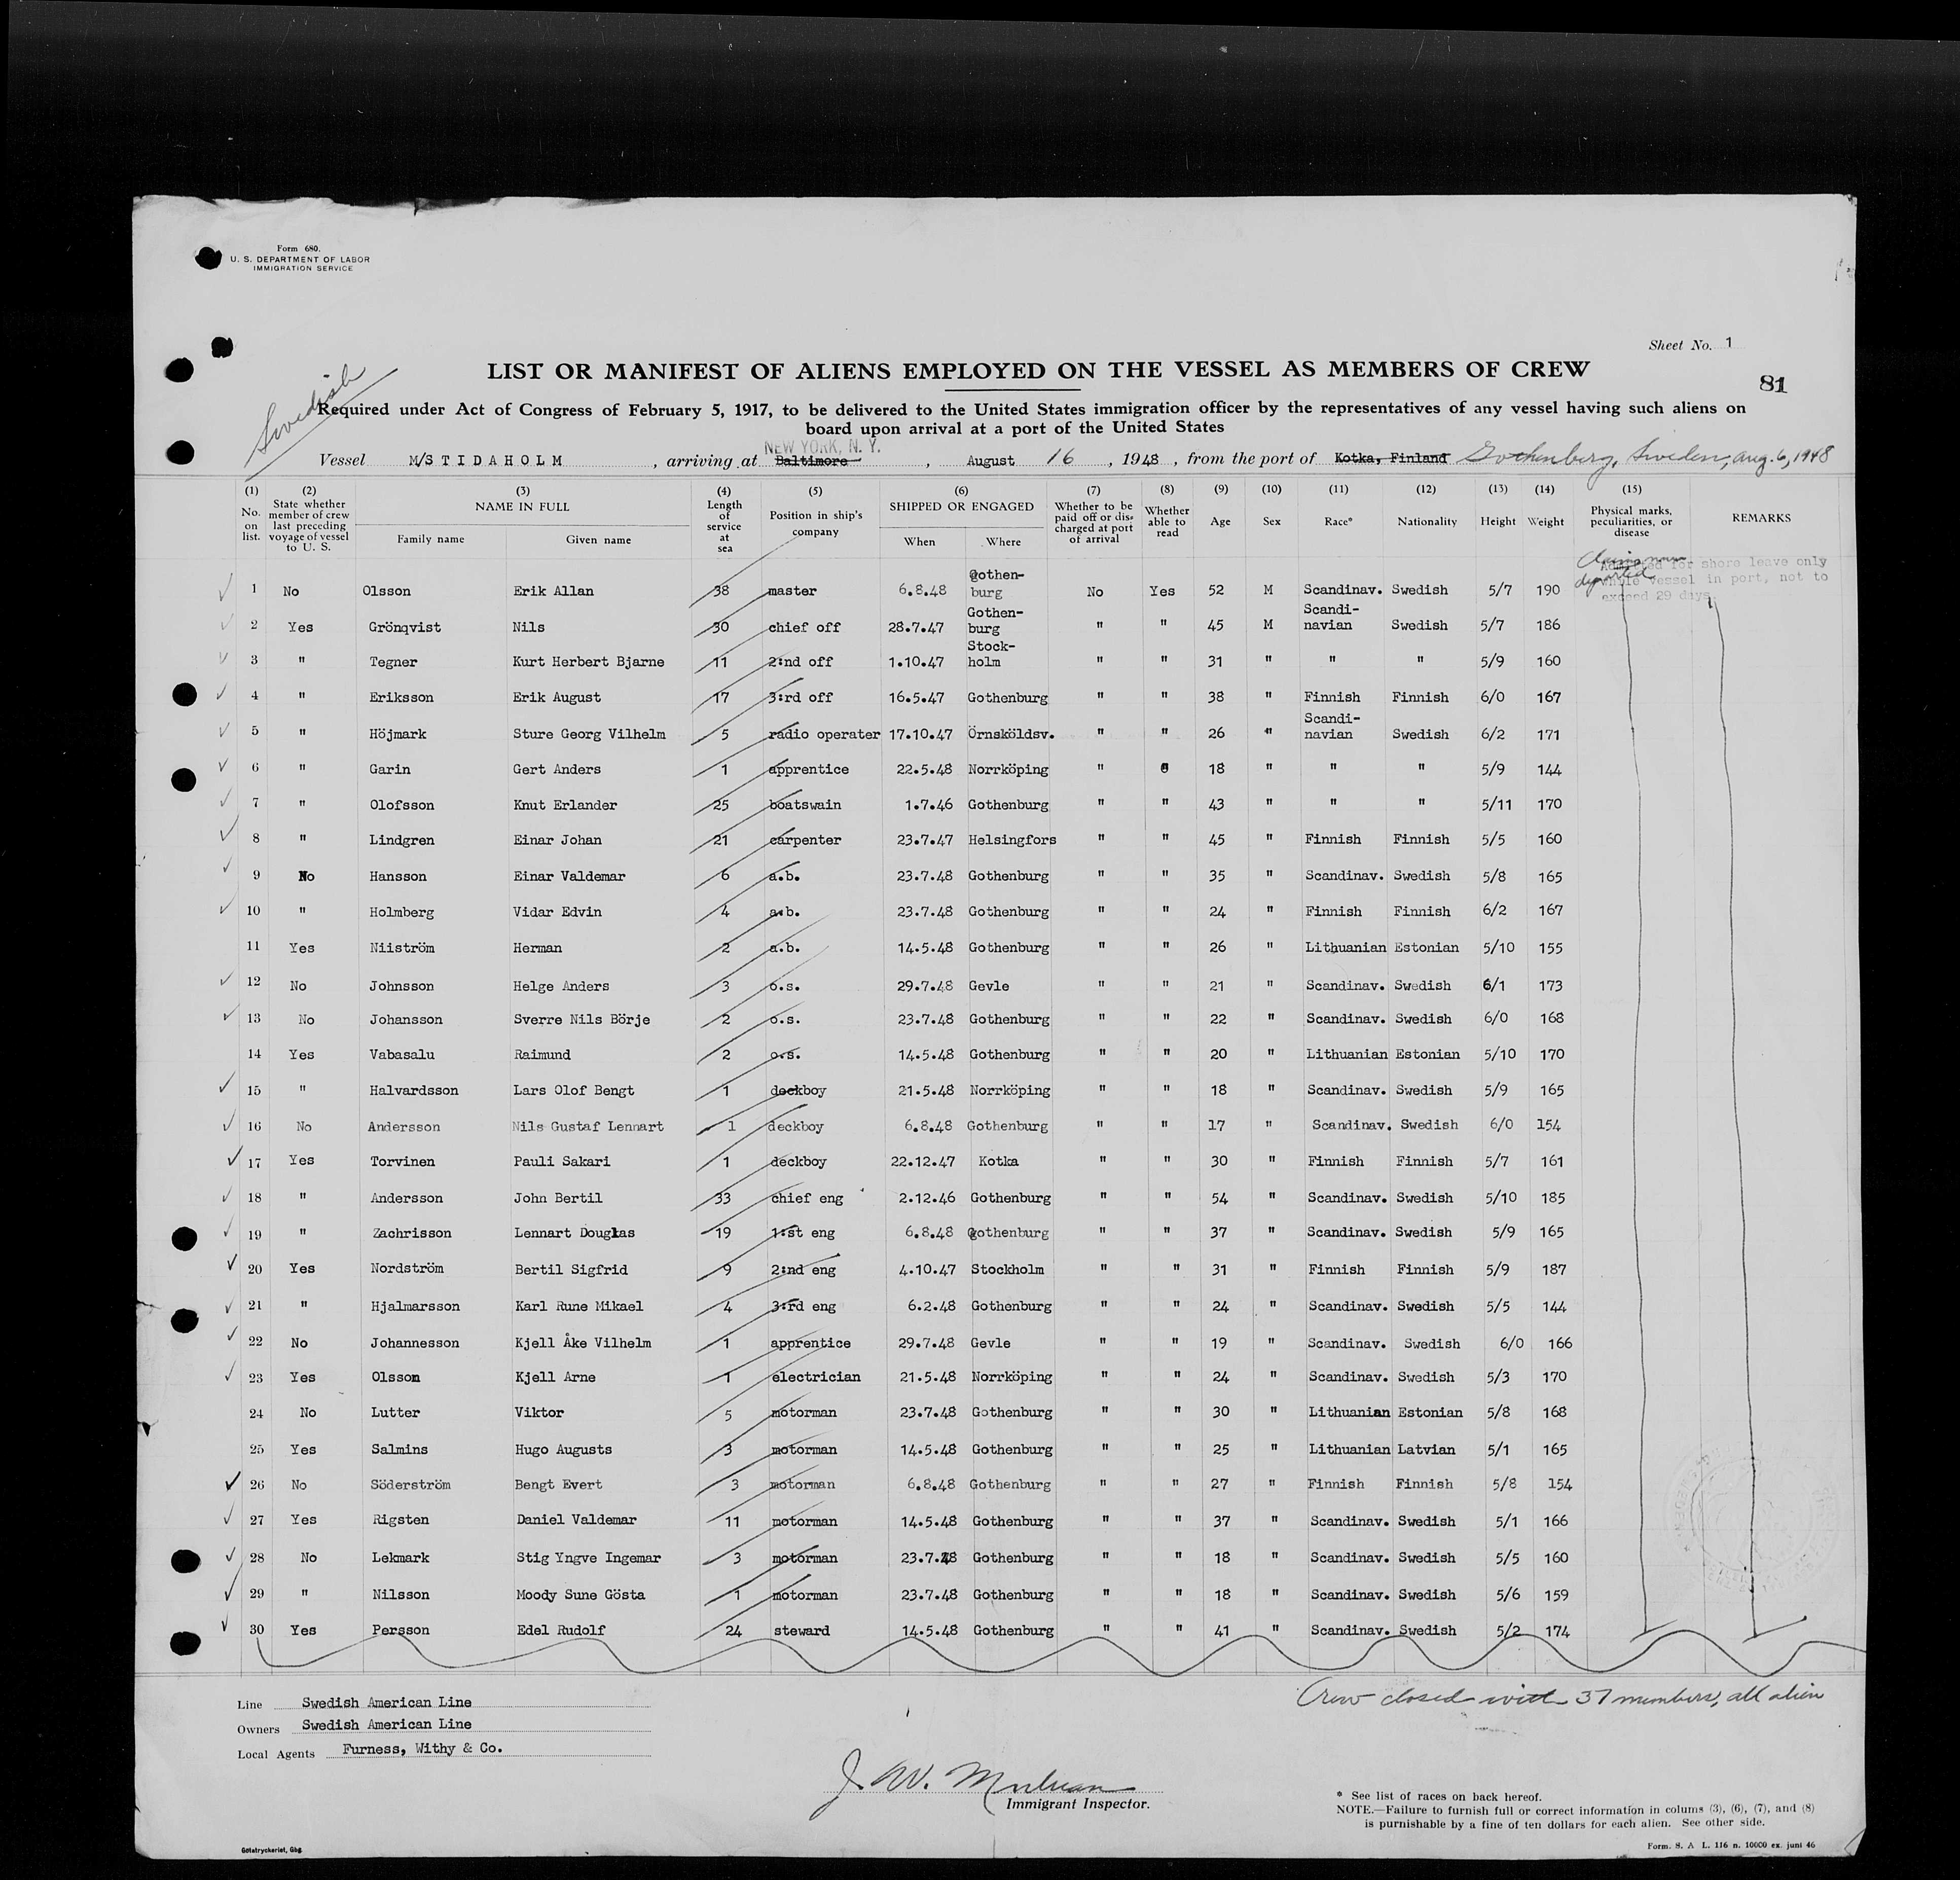 Form 680.
U. S. DEPARTMENT OF LABOR
IMMIGRATION SERVICE
Sheet No. 1
LIST OR MANIFEST OF ALIENS EMPLOYED ON THE VESSEL AS MEMBERS OF CREW
81
Swedish
Required under Act of Congress of February 5, 1917, to be delivered to the United States immigration officer by the representatives of any vessel having such aliens on
board upon arrival at a port of the United States
NEW YORK, N. Y.
Vessel M/S T I D A H O L M , arriving at Baltimore , August 16 , 1948 , from the port of Kotka, Finland Gothenberg, Sweden, Aug. 6, 1948
(1) No. on list. (2) State whether member of crew last preceding voyage of vessel to U. S. (3) NAME IN FULL Family name Given name (4) Length of service at sea (5) Position in ship's company (6) SHIPPED OR ENGAGED When Where (7) Whether to be paid off or discharged at port of arrival (8) Whether able to read (9) Age (10) Sex (11) Race* (12) Nationality (13) Height (14) Weight (15) Physical marks, peculiarities, or disease REMARKS
Admitted for shore leave only
while vessel in port, not to
exceed 29 days.
1 No Olsson Erik Allan 38 master 6.8.48 Gothen-burg No Yes 52 M Scandinav. Swedish 5/7 190
2 Yes Grönqvist Nils 30 chief off 28.7.47 Gothen-burg " " 45 M Scandi-navian Swedish 5/7 186
3 " Tegner Kurt Herbert Bjarne 11 2:nd off 1.10.47 Stock-holm " " 31 " " " 5/9 160
4 " Eriksson Erik August 17 3:rd off 16.5.47 Gothenburg " " 38 " Finnish Finnish 6/0 167
5 " Höjmark Sture Georg Vilhelm 5 radio operater 17.10.47 Örnsköldsv. " " 26 " Scandi-navian Swedish 6/2 171
6 " Garin Gert Anders 1 apprentice 22.5.48 Norrköping " " 18 " " " 5/9 144
7 " Olofsson Knut Erlander 25 boatswain 1.7.46 Gothenburg " " 43 " " " 5/11 170
8 " Lindgren Einar Johan 21 carpenter 23.7.47 Helsingfors " " 45 " Finnish Finnish 5/5 160
9 No Hansson Einar Valdemar 6 a.b. 23.7.48 Gothenburg " " 35 " Scandinav. Swedish 5/8 165
10 " Holmberg Vidar Edvin 4 a.b. 23.7.48 Gothenburg " " 24 " Finnish Finnish 6/2 167
11 Yes Niiström Herman 2 a.b. 14.5.48 Gothenburg " " 26 " Lithuanian Estonian 5/10 155
12 No Johnsson Helge Anders 3 o.s. 29.7.48 Gevle " " 21 " Scandinav. Swedish 6/1 173
13 No Johansson Sverre Nils Börje 2 o.s. 23.7.48 Gothenburg " " 22 " Scandinav. Swedish 6/0 168
14 Yes Vabasalu Raimund 2 o.s. 14.5.48 Gothenburg " " 20 " Lithuanian Estonian 5/10 170
15 " Halvardsson Lars Olof Bengt 1 deckboy 21.5.48 Norrköping " " 18 " Scandinav. Swedish 5/9 165
16 No Andersson Nils Gustaf Lennart 1 deckboy 6.8.48 Gothenburg " " 17 " Scandinav. Swedish 6/0 154
17 Yes Torvinen Pauli Sakari 1 deckboy 22.12.47 Kotka " " 30 " Finnish Finnish 5/7 161
18 " Andersson John Bertil 33 chief eng 2.12.46 Gothenburg " " 54 " Scandinav. Swedish 5/10 185
19 " Zachrisson Lennart Douglas 19 1:st eng 6.8.48 Gothenburg " " 37 " Scandinav. Swedish 5/9 165
20 Yes Nordström Bertil Sigfrid 9 2:nd eng 4.10.47 Stockholm " " 31 " Finnish Finnish 5/9 187
21 " Hjalmarsson Karl Rune Mikael 4 3:rd eng 6.2.48 Gothenburg " " 24 " Scandinav. Swedish 5/5 144
22 No Johannesson Kjell Åke Vilhelm 1 apprentice 29.7.48 Gevle " " 19 " Scandinav. Swedish 6/0 166
23 Yes Olsson Kjell Arne 1 electrician 21.5.48 Norrköping " " 24 " Scandinav. Swedish 5/3 170
24 No Lutter Viktor 5 motorman 23.7.48 Gothenburg " " 30 " Lithuanian Estonian 5/8 168
25 Yes Salmins Hugo Augusts 3 motorman 14.5.48 Gothenburg " " 25 " Lithuanian Latvian 5/1 165
26 No Söderström Bengt Evert 3 motorman 6.8.48 Gothenburg " " 27 " Finnish Finnish 5/8 154
27 Yes Rigsten Daniel Valdemar 11 motorman 14.5.48 Gothenburg " " 37 " Scandinav. Swedish 5/1 166
28 No Lekmark Stig Yngve Ingemar 3 motorman 23.7.48 Gothenburg " " 18 " Scandinav. Swedish 5/5 160
29 " Nilsson Moody Sune Gösta 1 motorman 23.7.48 Gothenburg " " 18 " Scandinav. Swedish 5/6 159
30 Yes Persson Edel Rudolf 24 steward 14.5.48 Gothenburg " " 41 " Scandinav. Swedish 5/2 174
Crew closed with 37 members, all alien
Line Swedish American Line
Owners Swedish American Line
Local Agents Furness, Withy & Co.
J. W.
Immigrant Inspector.
* See list of races on back hereof.
NOTE.—Failure to furnish full or correct information in colums (3), (6), (7), and (8)
is purnishable by a fine of ten dollars for each alien. See other side.
Götatryckeriet, Gbg.
Form. S. A L. 116 n. 10000 ex. juni 46